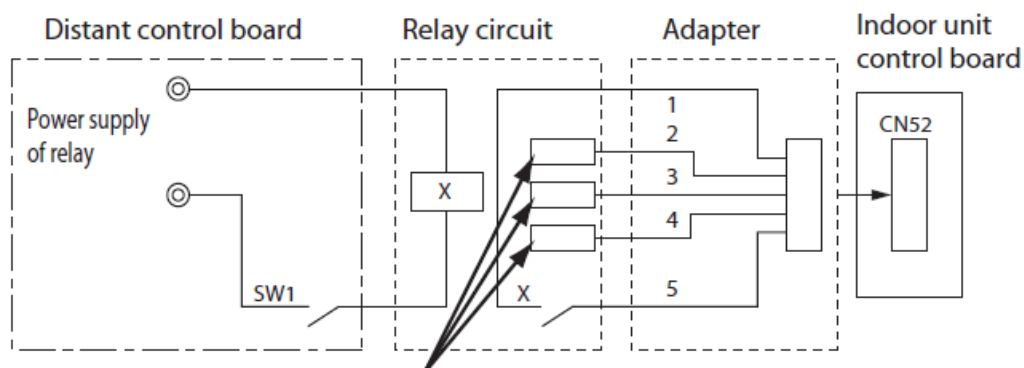 Distant control board
Relay circuit
Adapter
Indoor unit
control board
Power supply
of relay
1
2
3
4
5
CN52
X
SW1
X